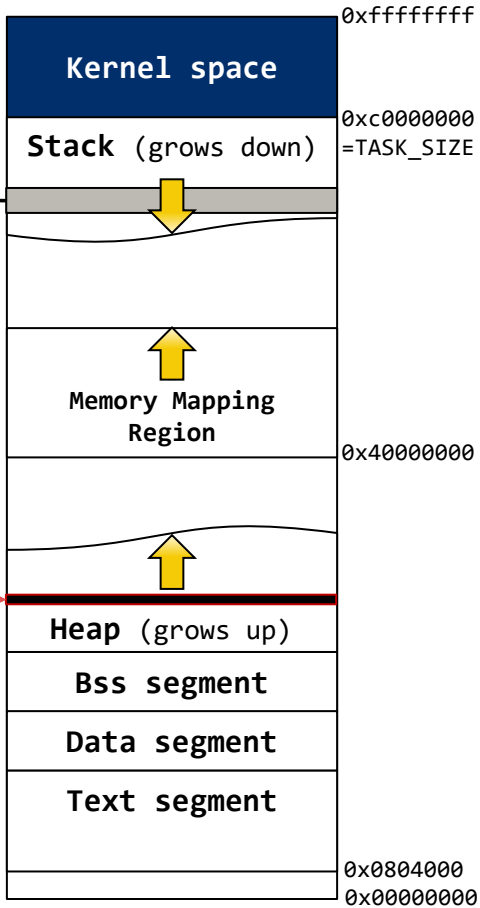 0xffffffff
Kernel space
0xc0000000
=TASK_SIZE
Stack (grows down)
Memory Mapping
Region
0x40000000
Heap (grows up)
Bss segment
Data segment
Text segment
0x0804000
0x00000000